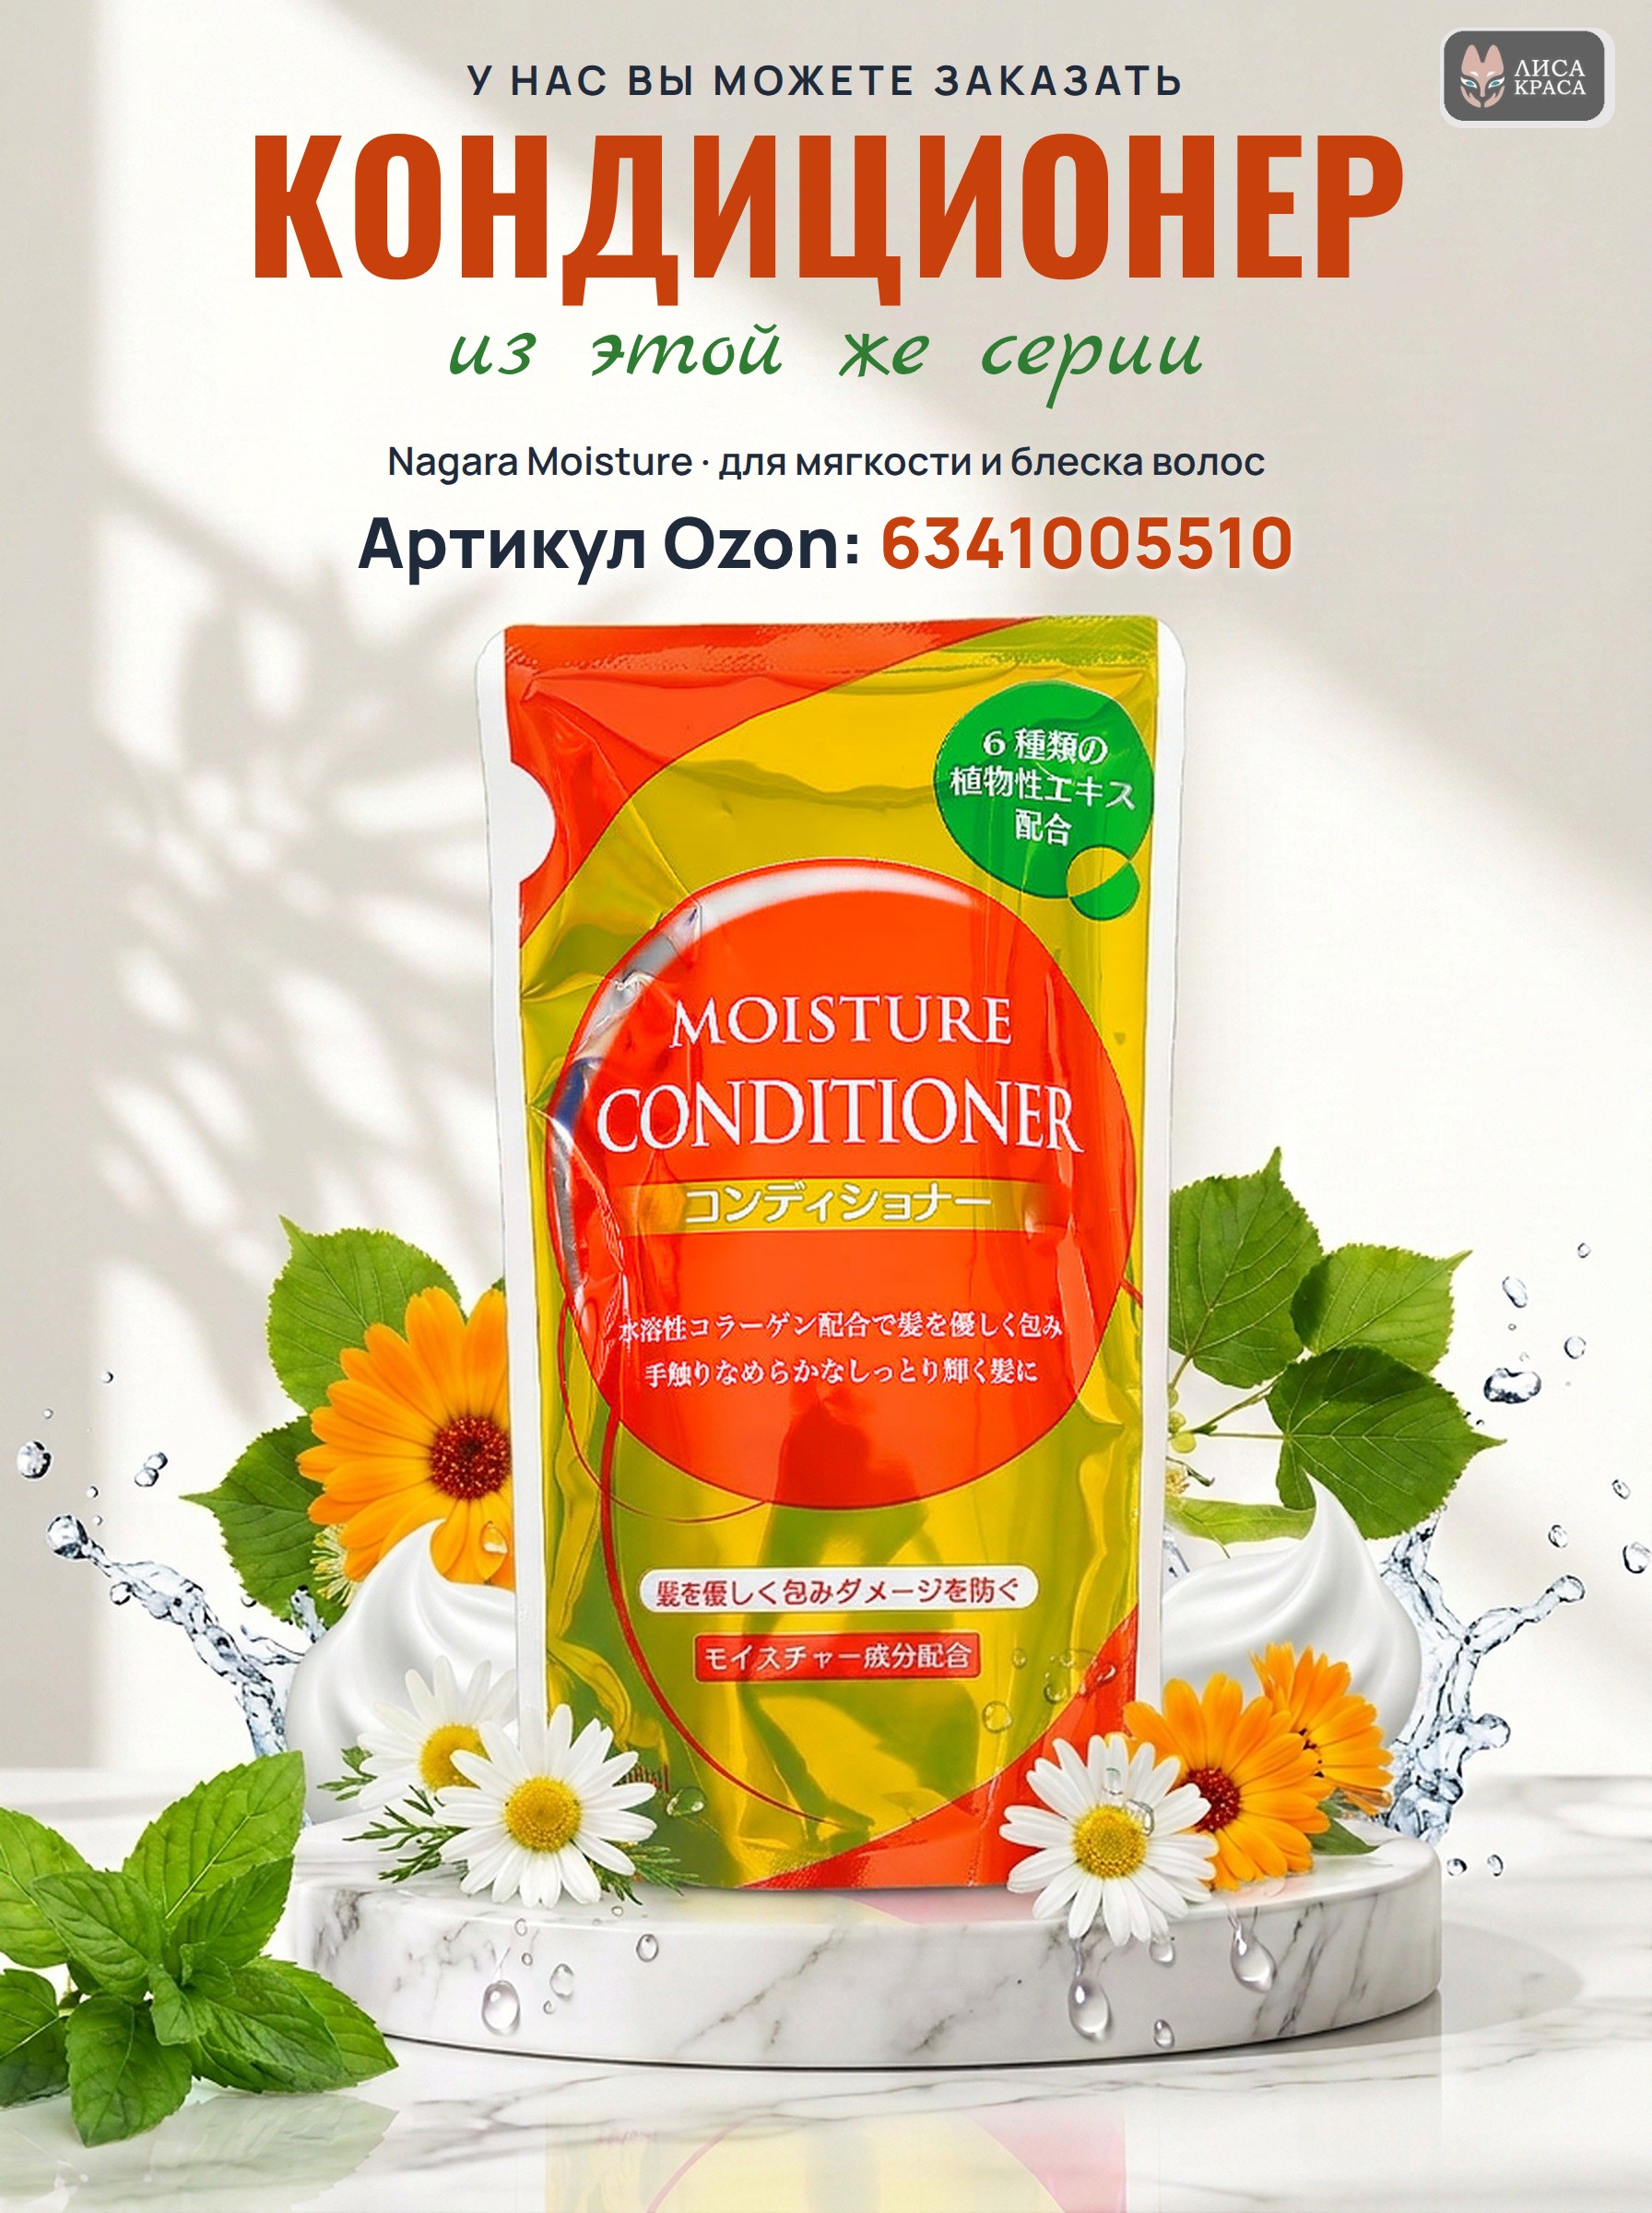 У НАС ВЫ МОЖЕТЕ ЗАКАЗАТЬ
ЛИСА
КРАСА
КОНДИЦИОНЕР
из этой же серии
Nagara Moisture · для мягкости и блеска волос
Артикул Ozon: 6341005510
6 種類の
植物性エキス
配合
MOISTURE
CONDITIONER
コンディショナー
水溶性コラーゲン配合で髪を優しく包み
手触りなめらかなしっとり輝く髪に
髪を優しく包みダメージを防ぐ
モイスチャー成分配合